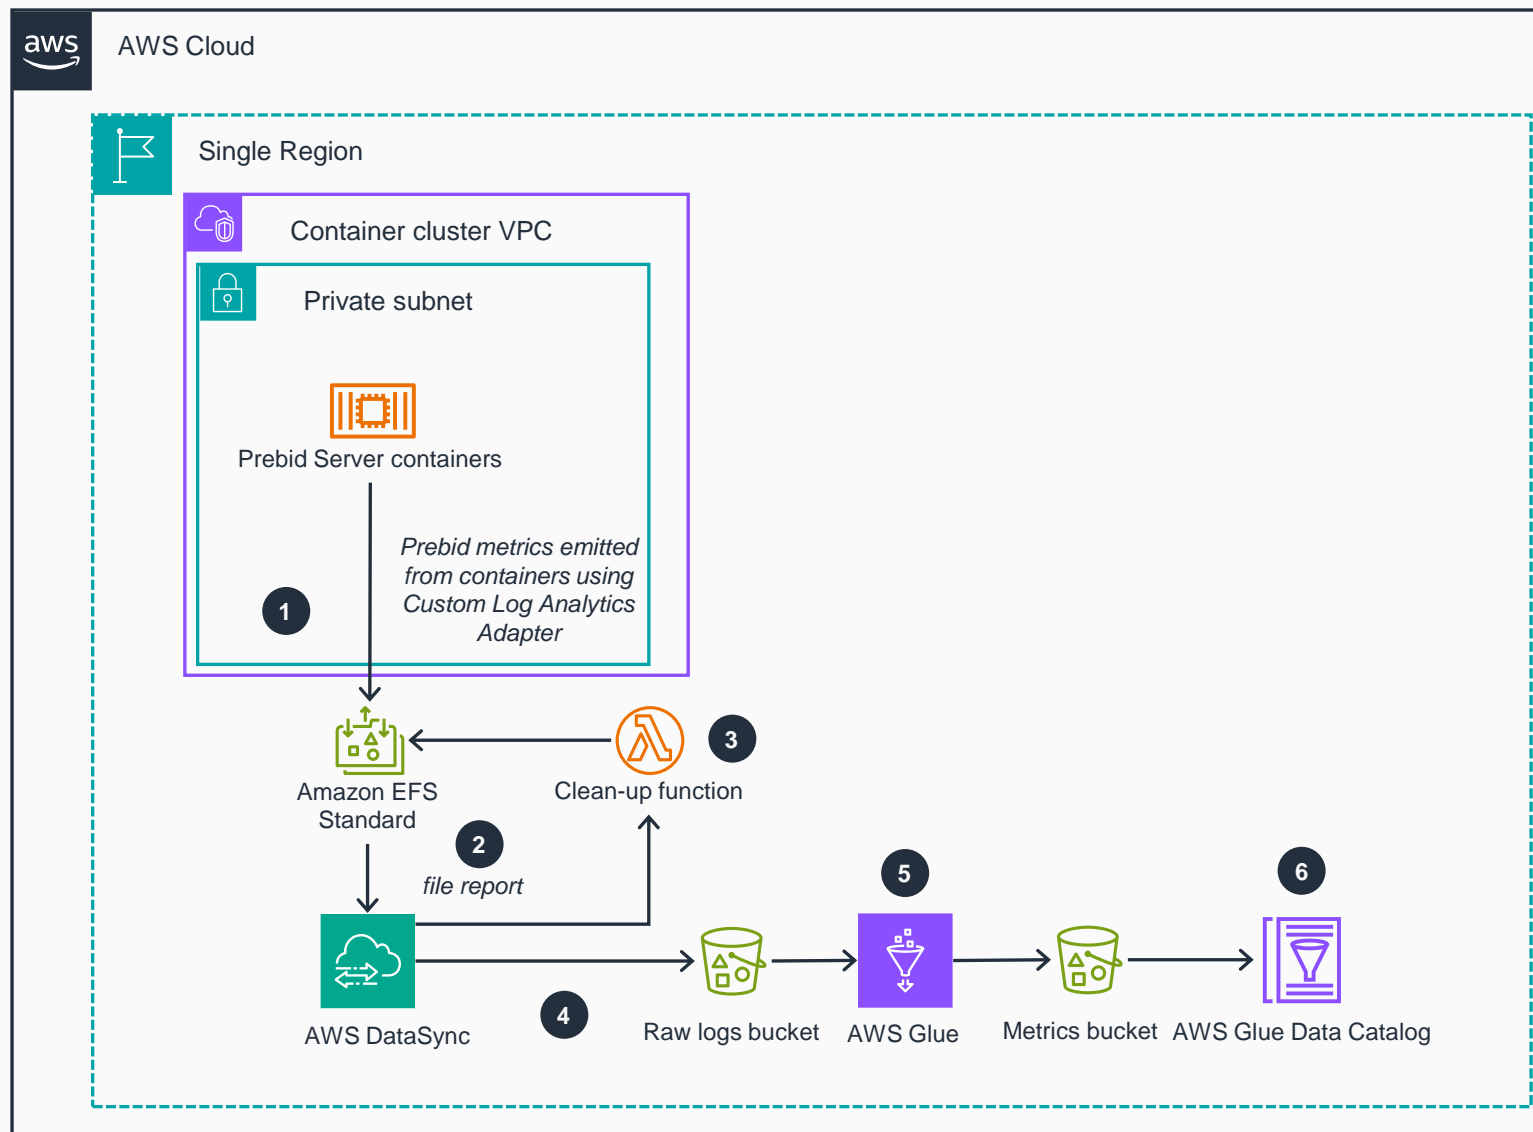 aws
AWS Cloud
Single Region
Container cluster VPC
Private subnet
Prebid Server containers
Prebid metrics emitted
from containers using
Custom Log Analytics
Adapter
1
Amazon EFS
Standard
Clean-up function
3
2
file report
5
6
AWS DataSync
4
Raw logs bucket
AWS Glue
Metrics bucket
AWS Glue Data Catalog